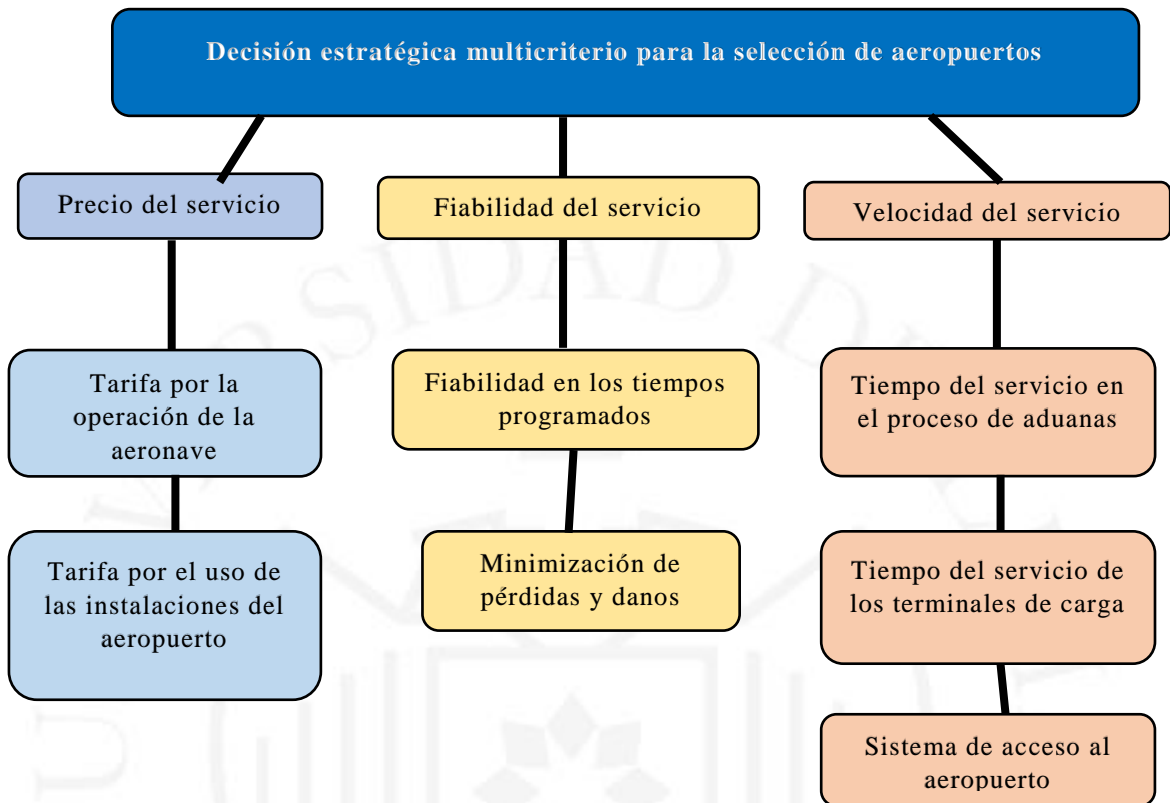 Decisión estratégica multicriterio para la selección de aeropuertos
Precio del servicio
Fiabilidad del servicio
Velocidad del servicio
Tarifa por la
operación de la
aeronave
Fiabilidad en los tiempos
programados
Tiempo del servicio en
el proceso de aduanas
Tarifa por el uso de
las instalaciones del
aeropuerto
Minimización de
pérdidas y danos
Tiempo del servicio de
los terminales de carga
Sistema de acceso al
aeropuerto